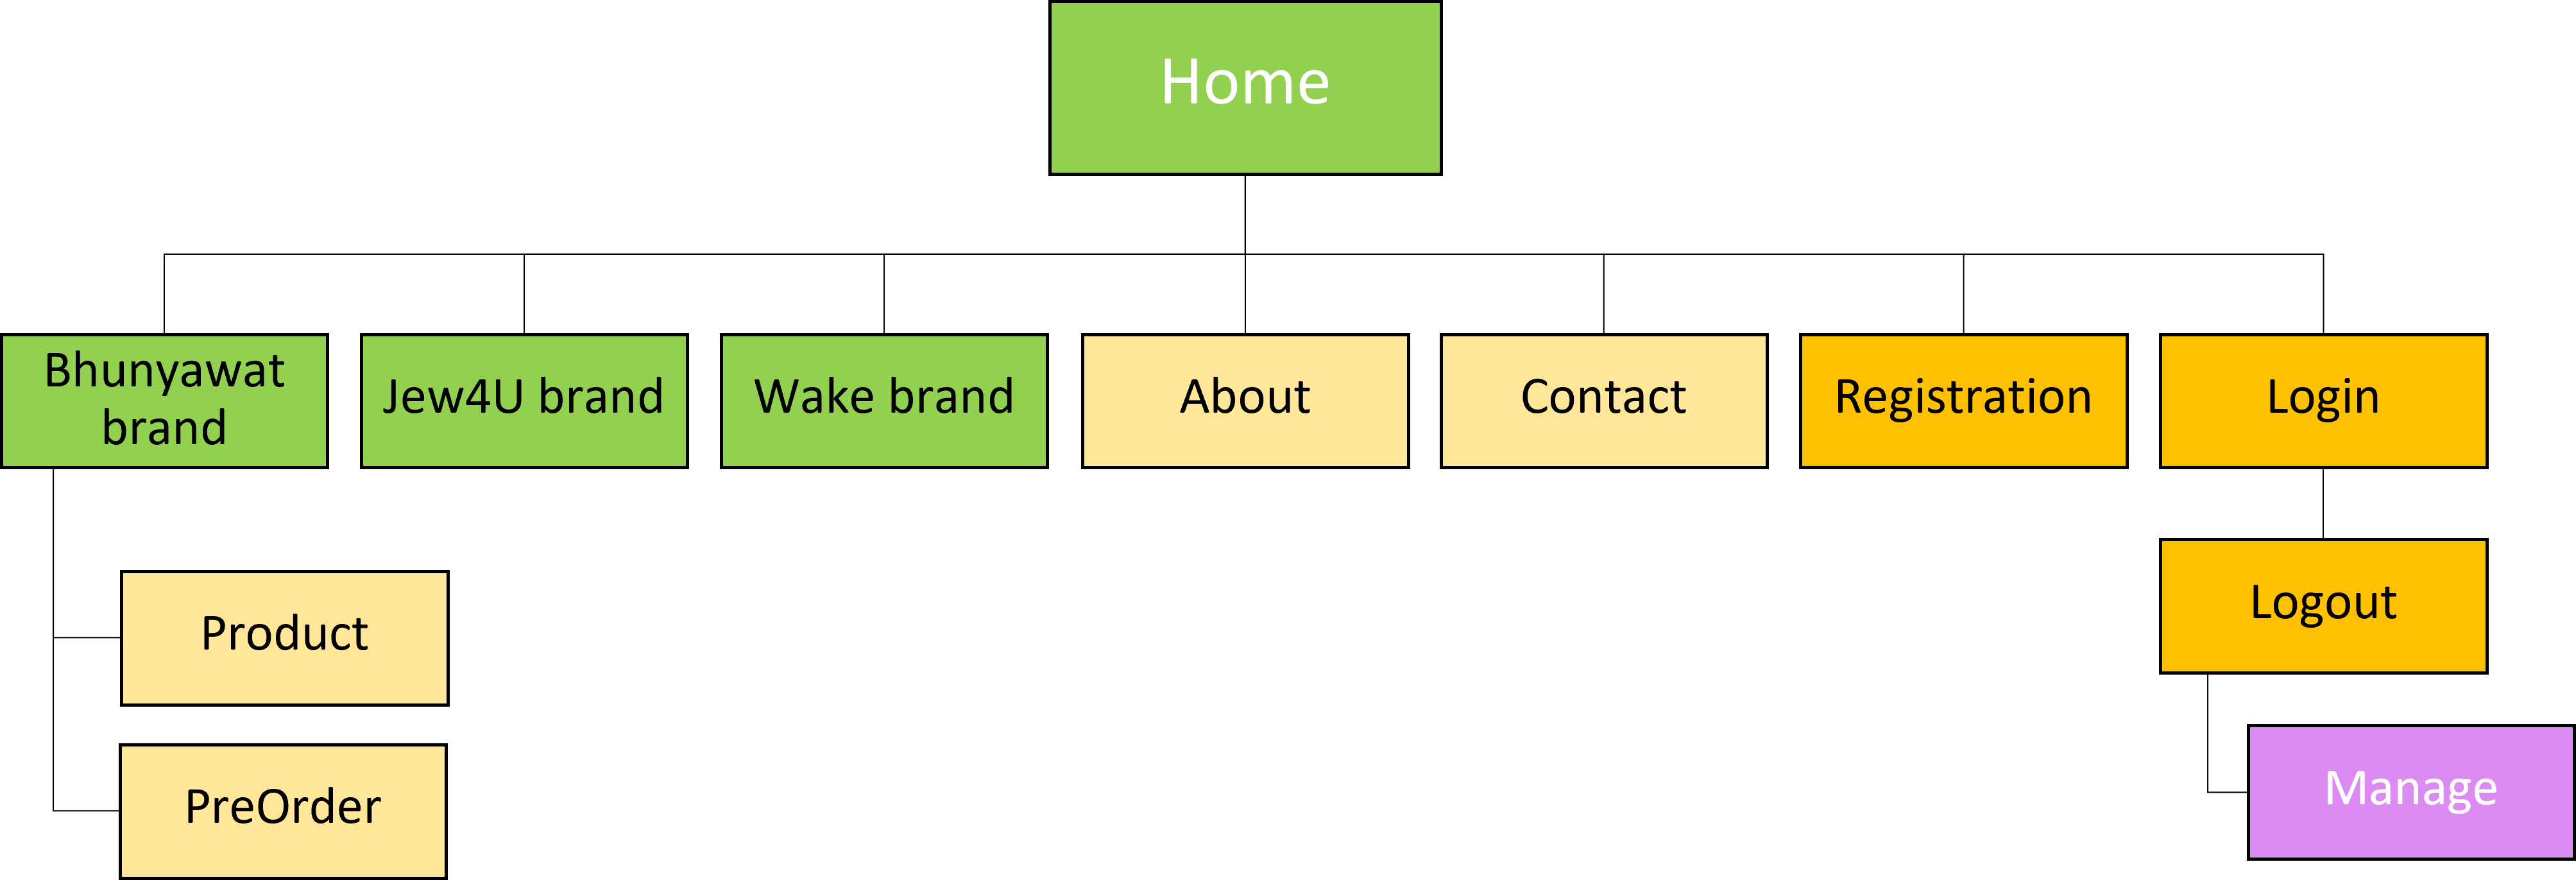 Home
Bhunyawat
brand
Jew4U brand
Wake brand
About
Contact
Registration
Login
Product
PreOrder
Logout
Manage